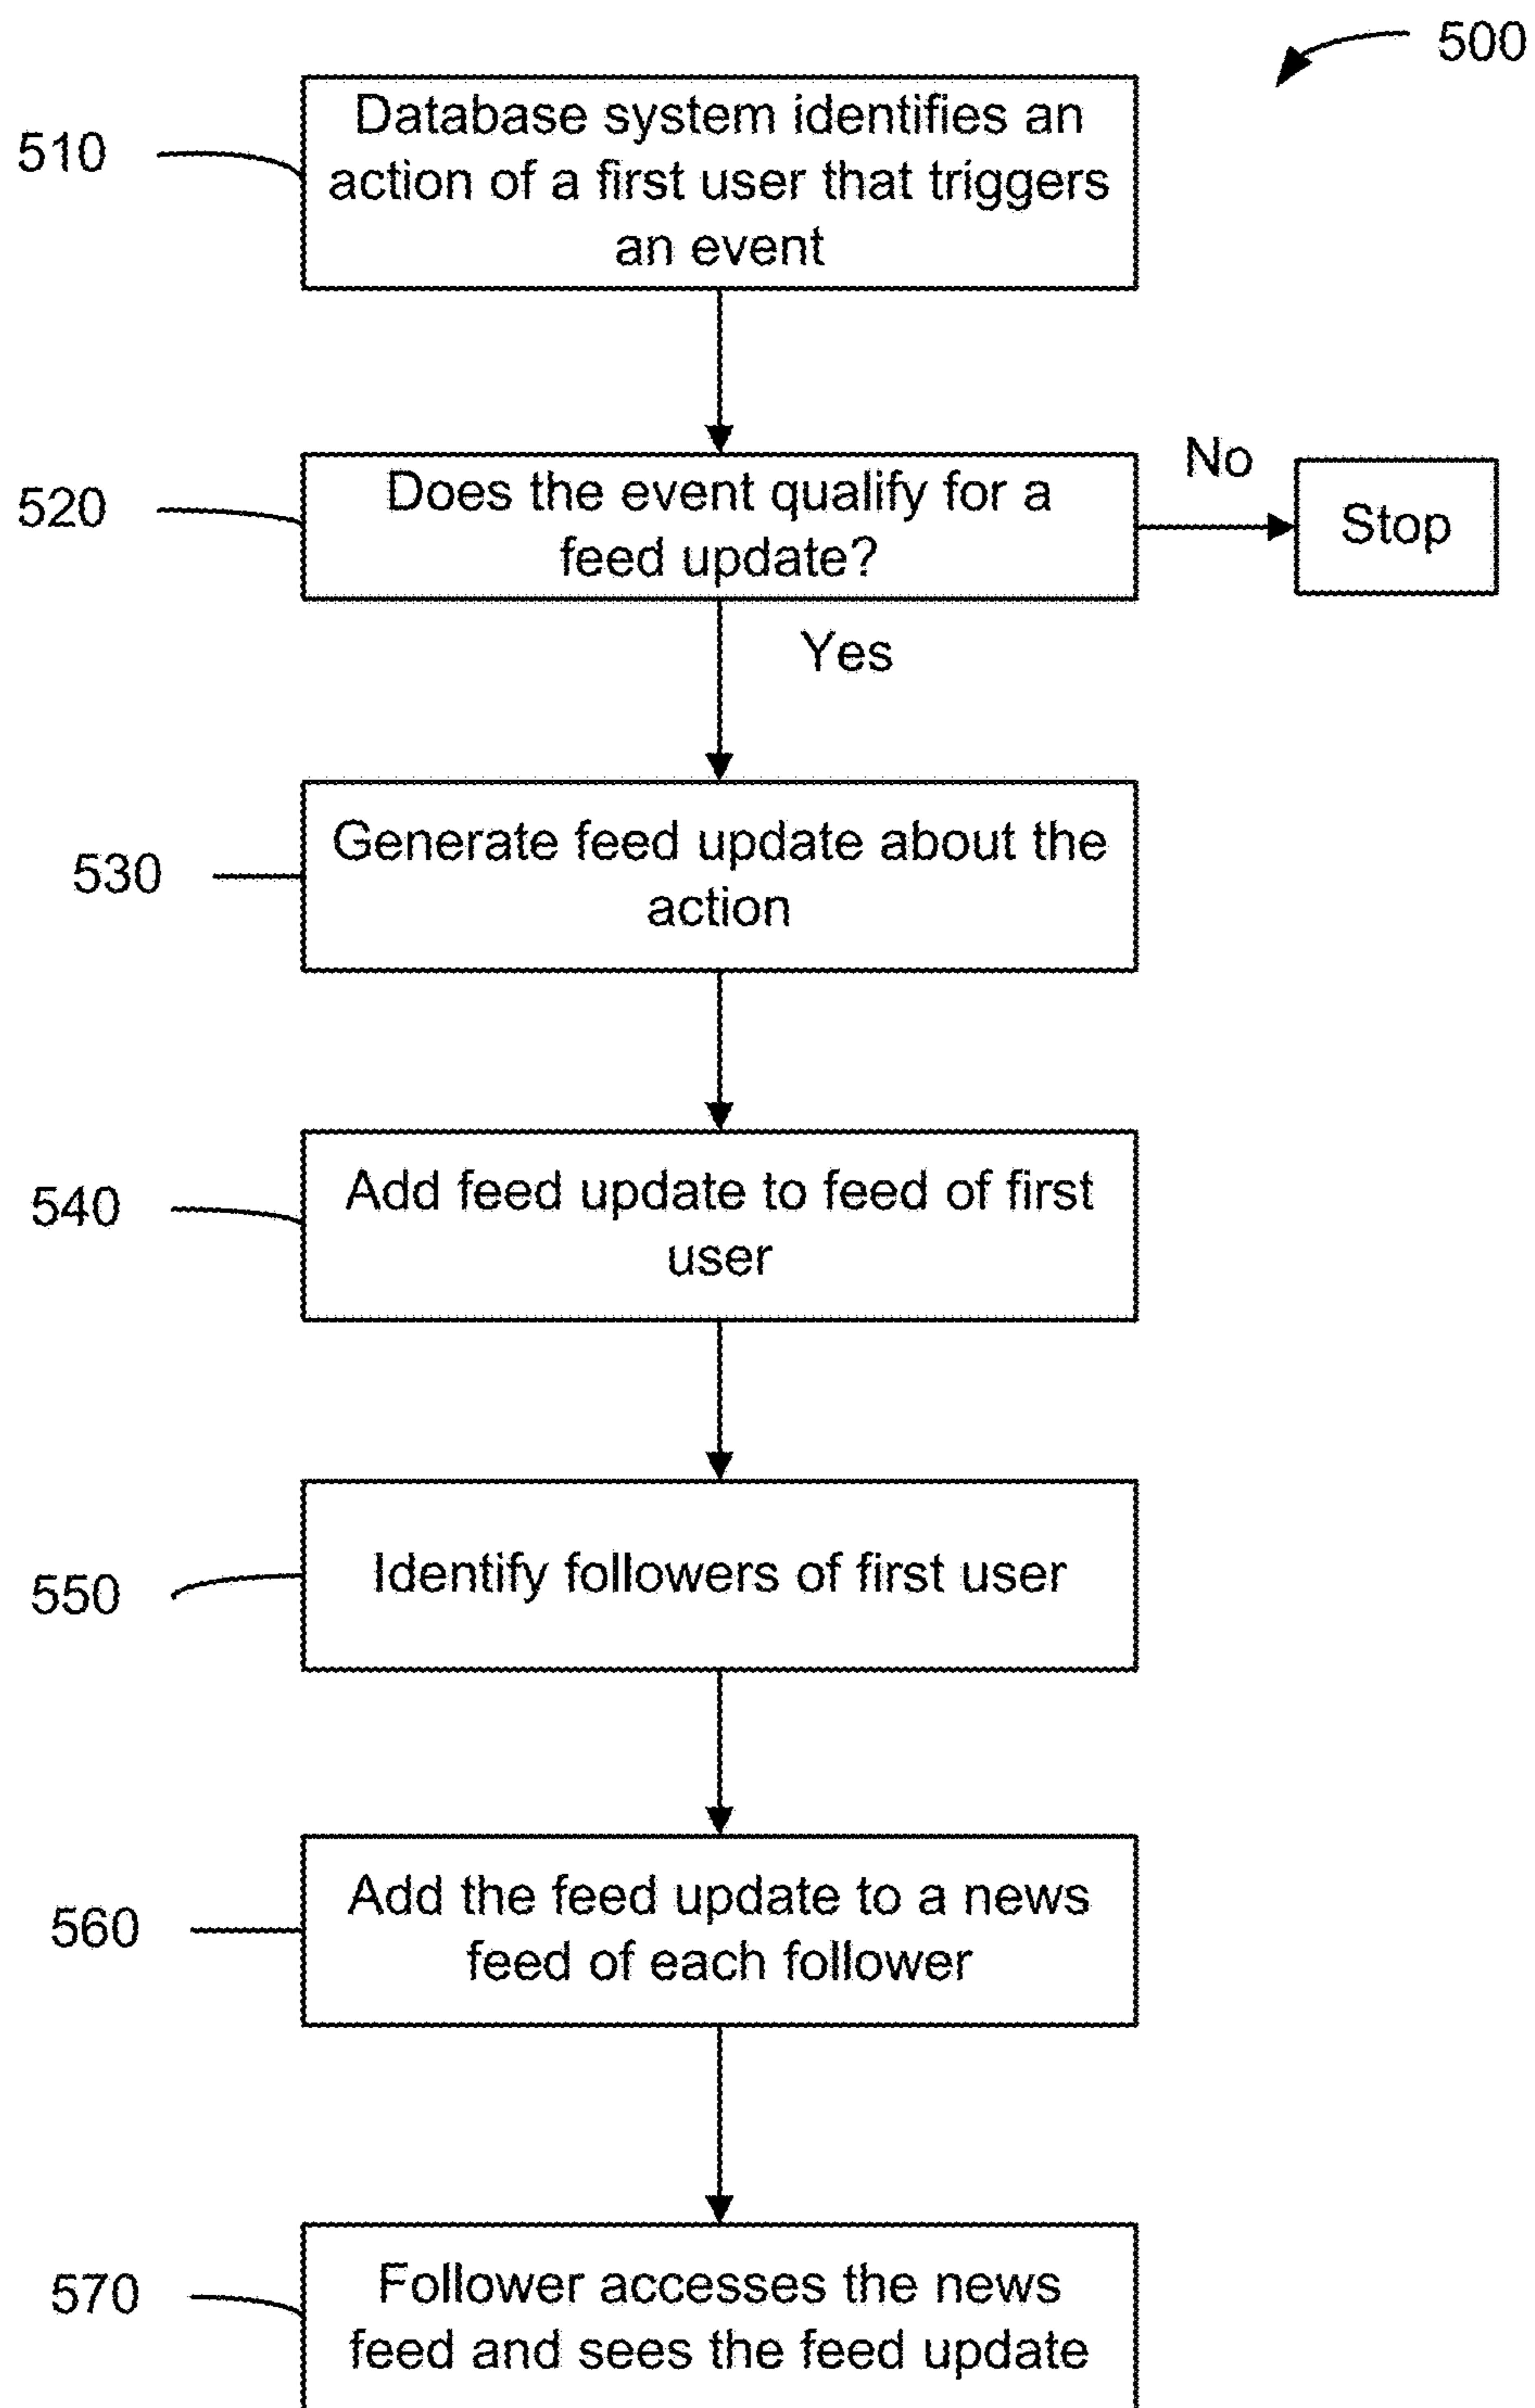 500
510
Database system identifies an
action of a first user that triggers
an event
520
Does the event qualify for a
feed update?
No
Stop
Yes
530
Generate feed update about the
action
540
Add feed update to feed of first
user
550
Identify followers of first user
560
Add the feed update to a news
feed of each follower
570
Follower accesses the news
feed and sees the feed update